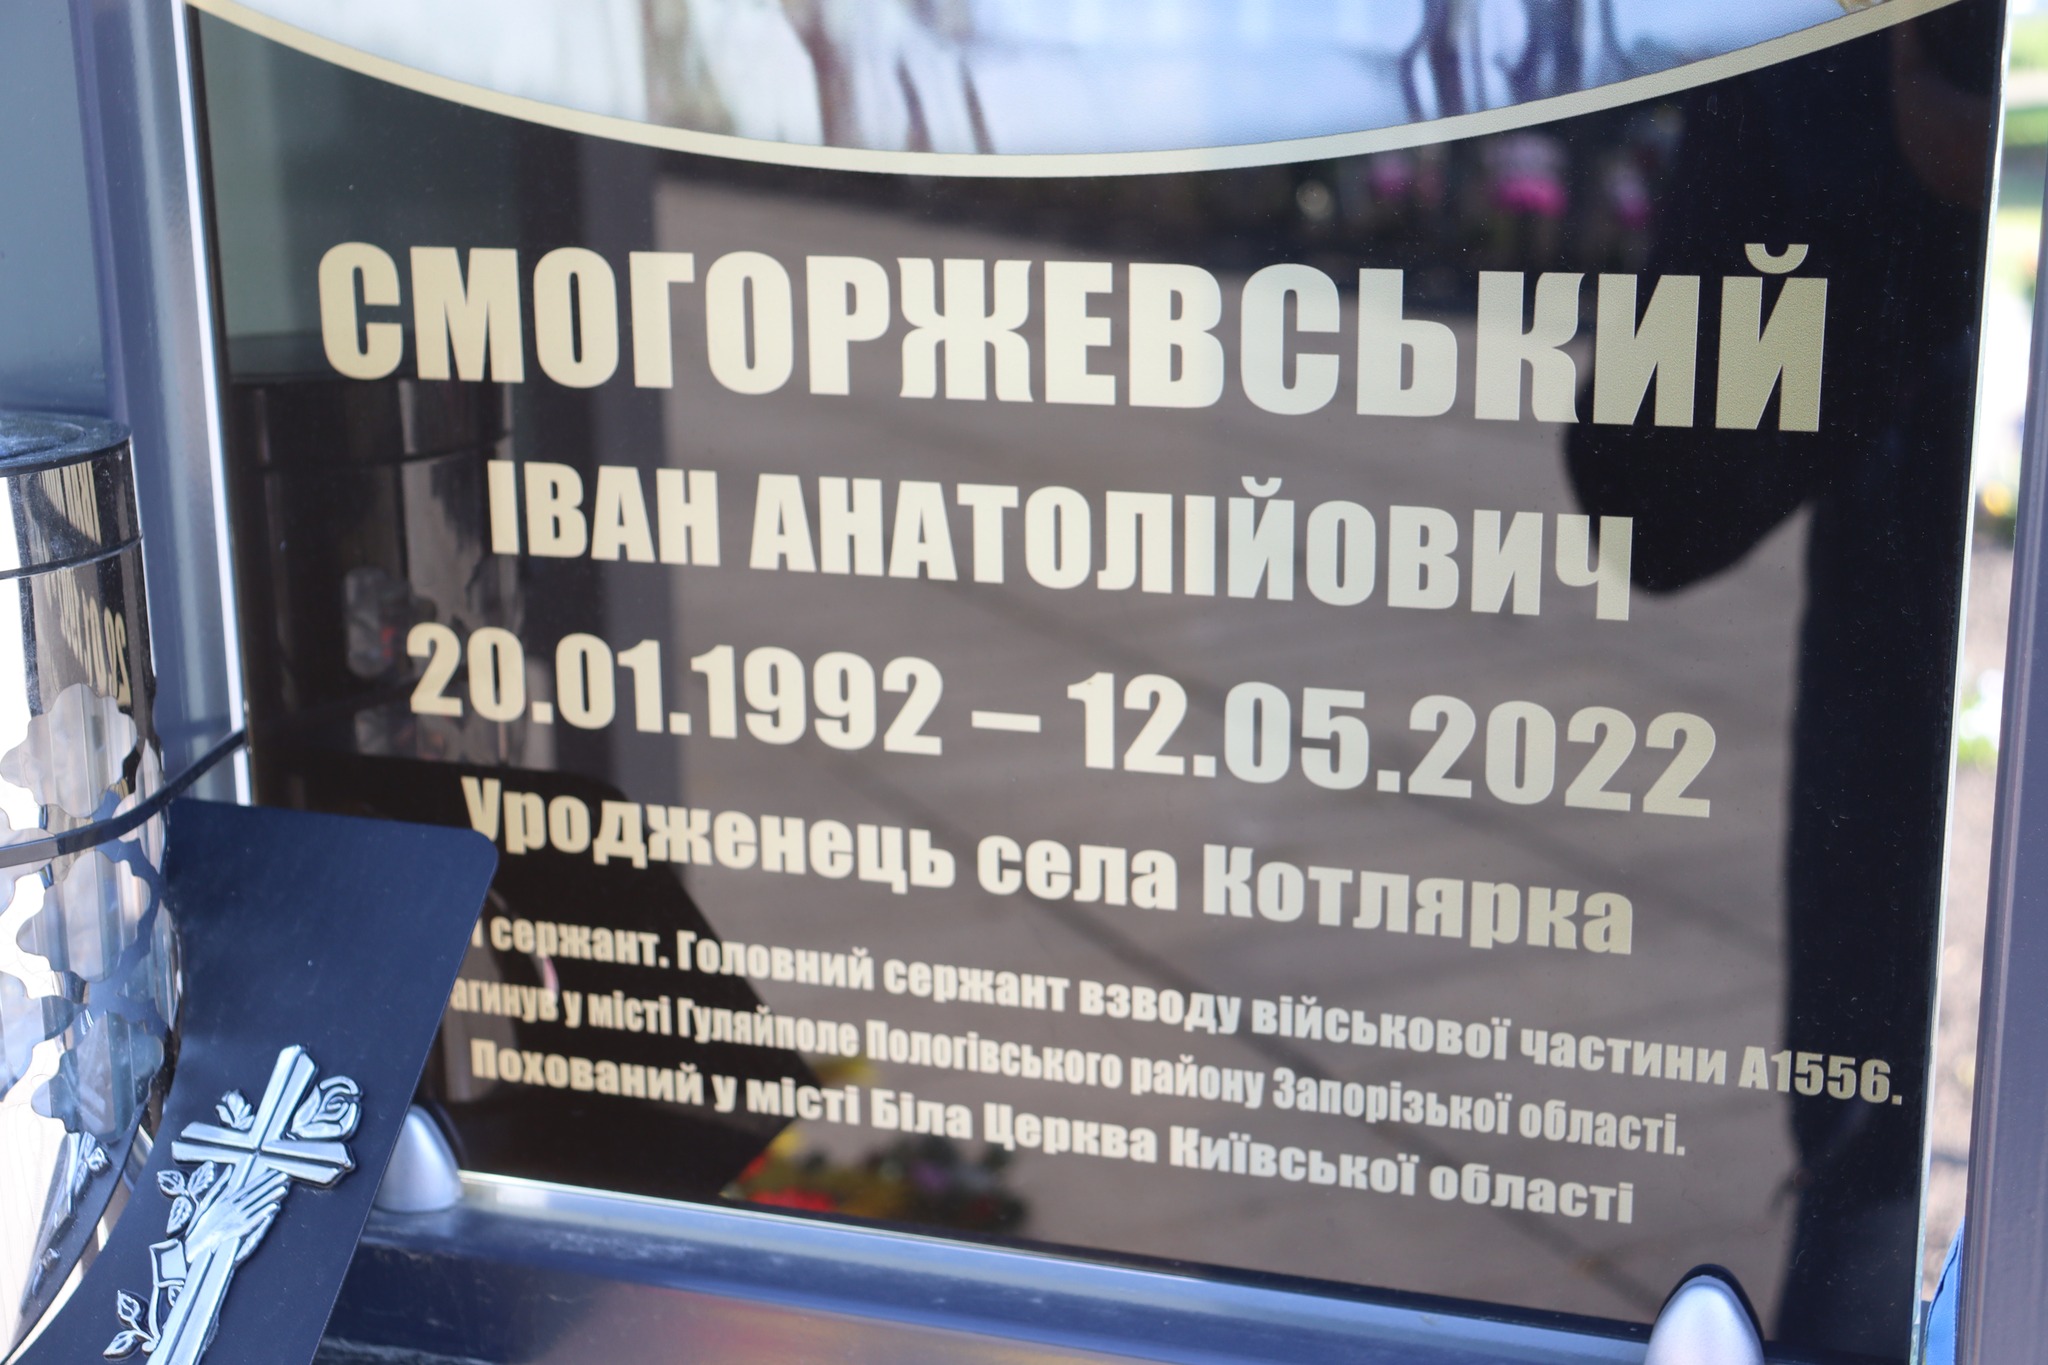 СМОГОРЖЕВСЬКИЙ
ІВАН АНАТОЛІЙОВИЧ
20.01.1992 – 12.05.2022
Уродженець села Котлярка
сержант. Головний сержант взводу військової частини А1556.
агинув у місті Гуляйполе Пологівського району Запорізької області.
Похований у місті Біла Церква Київської області